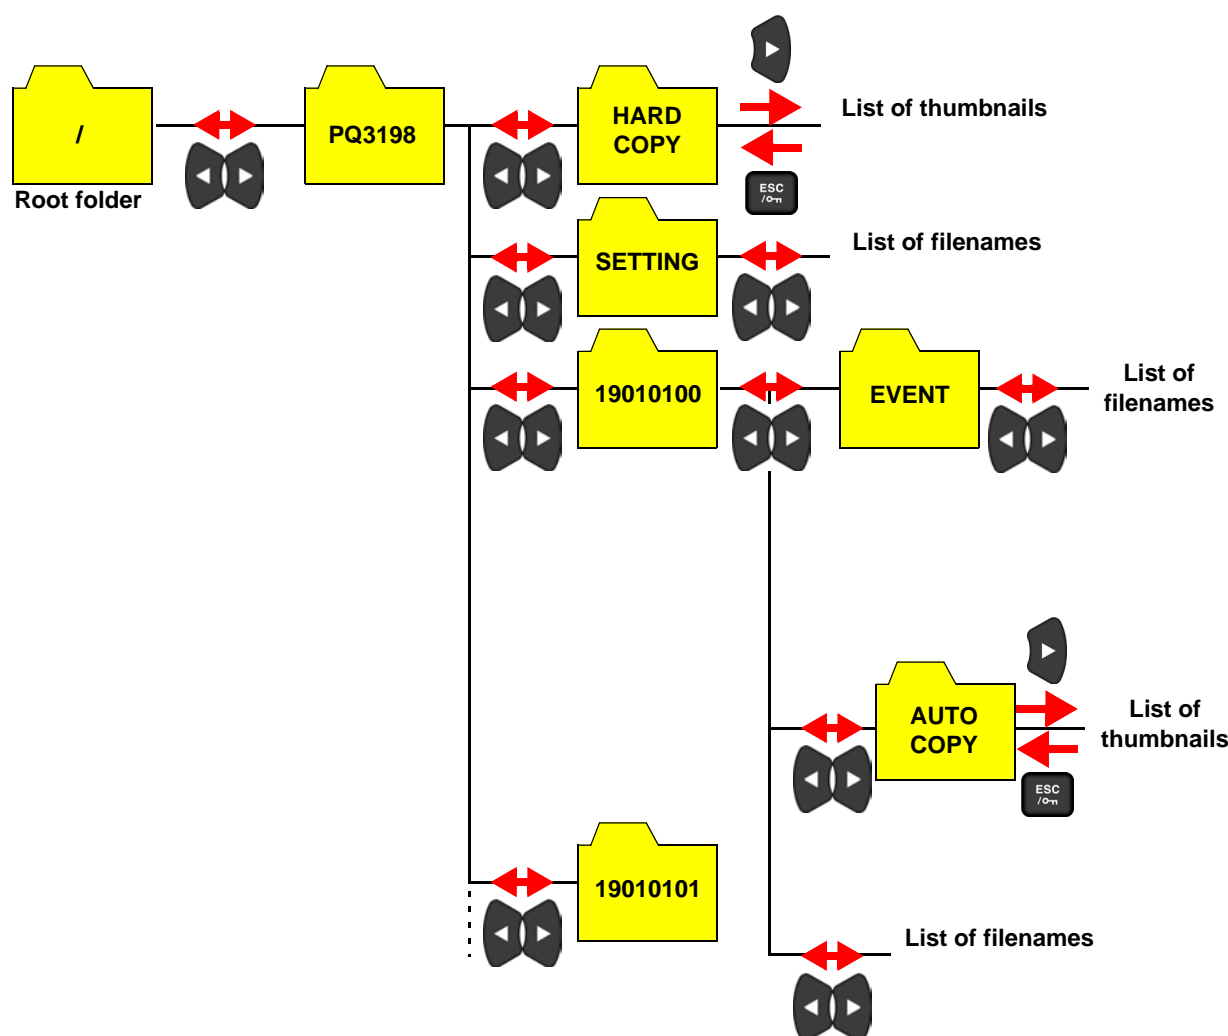 /
Root folder
PQ3198
HARD
COPY
List of thumbnails
ESC
/
SETTING
List of filenames
19010100
EVENT
List of
filenames
AUTO
COPY
List of
thumbnails
ESC
/
19010101
List of filenames